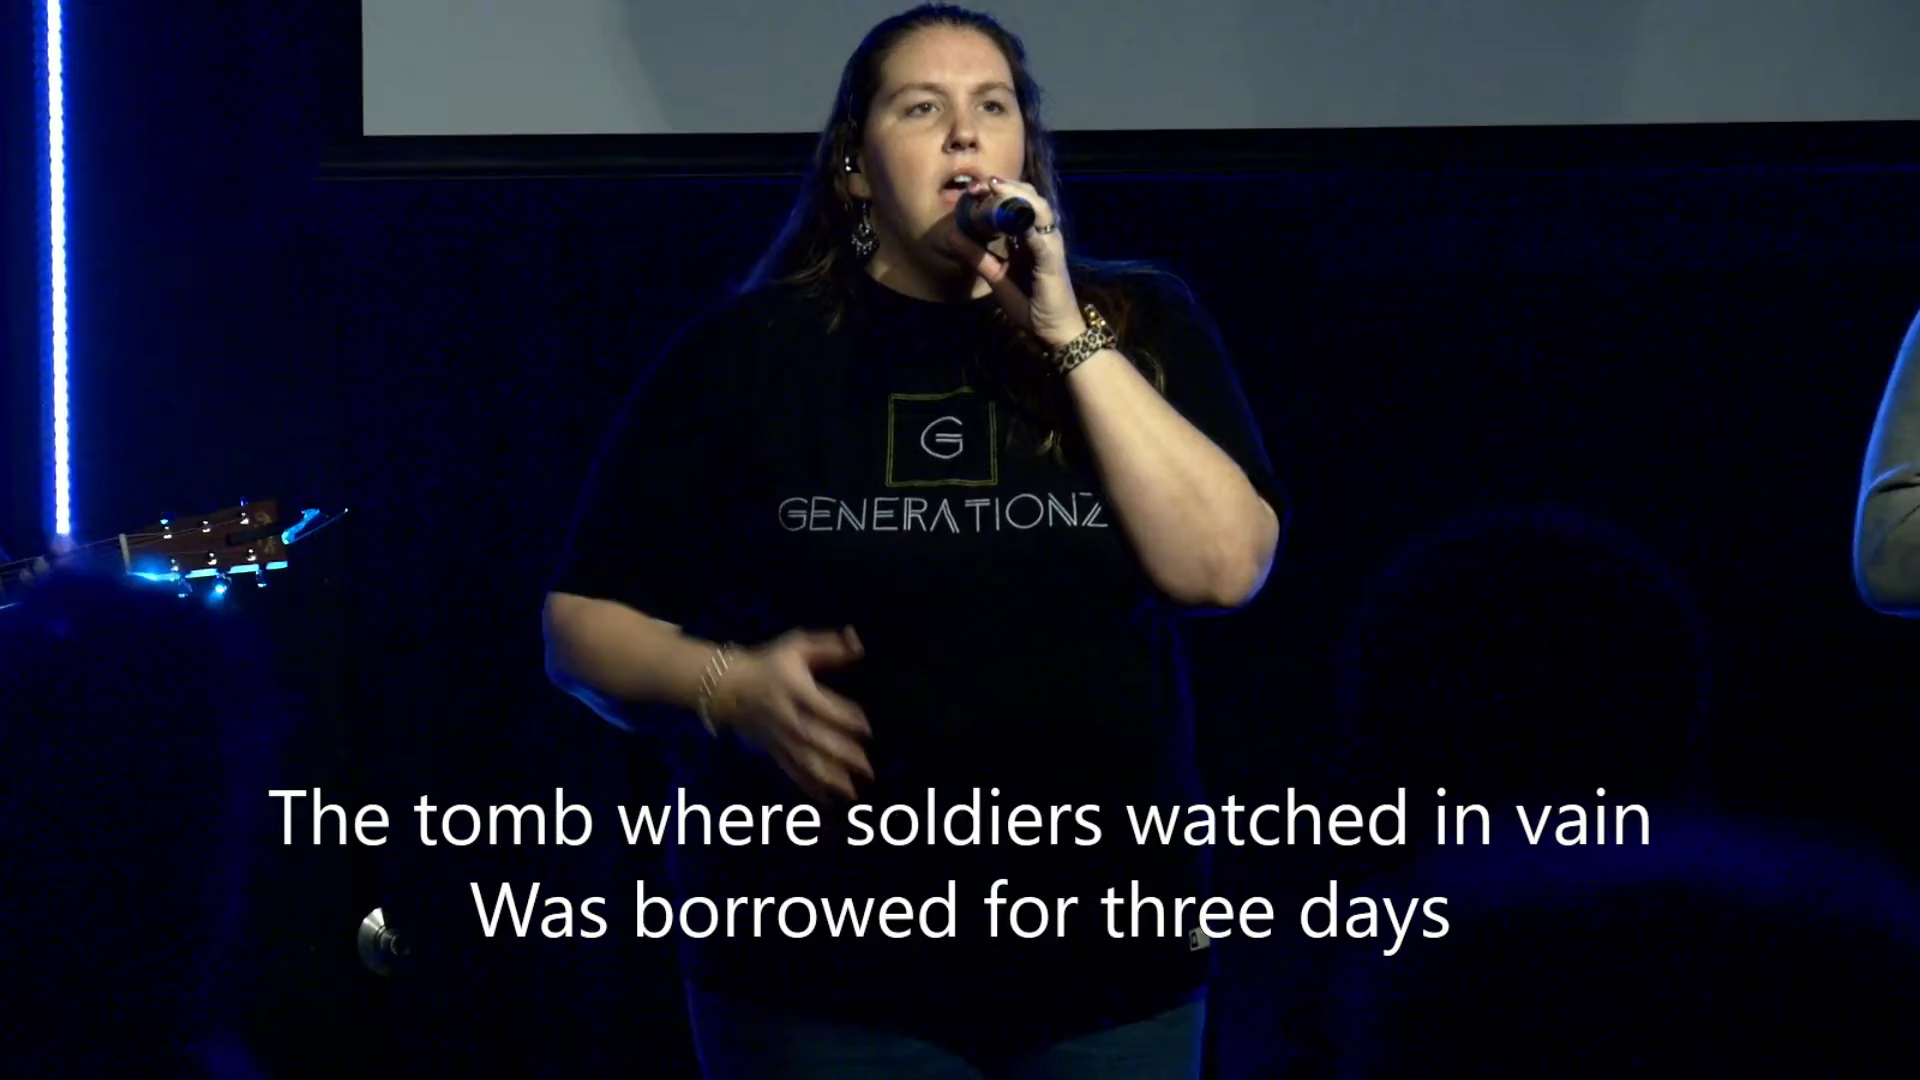 G
GENERATIONZ
The tomb where soldiers watched in vain
Was borrowed for three days